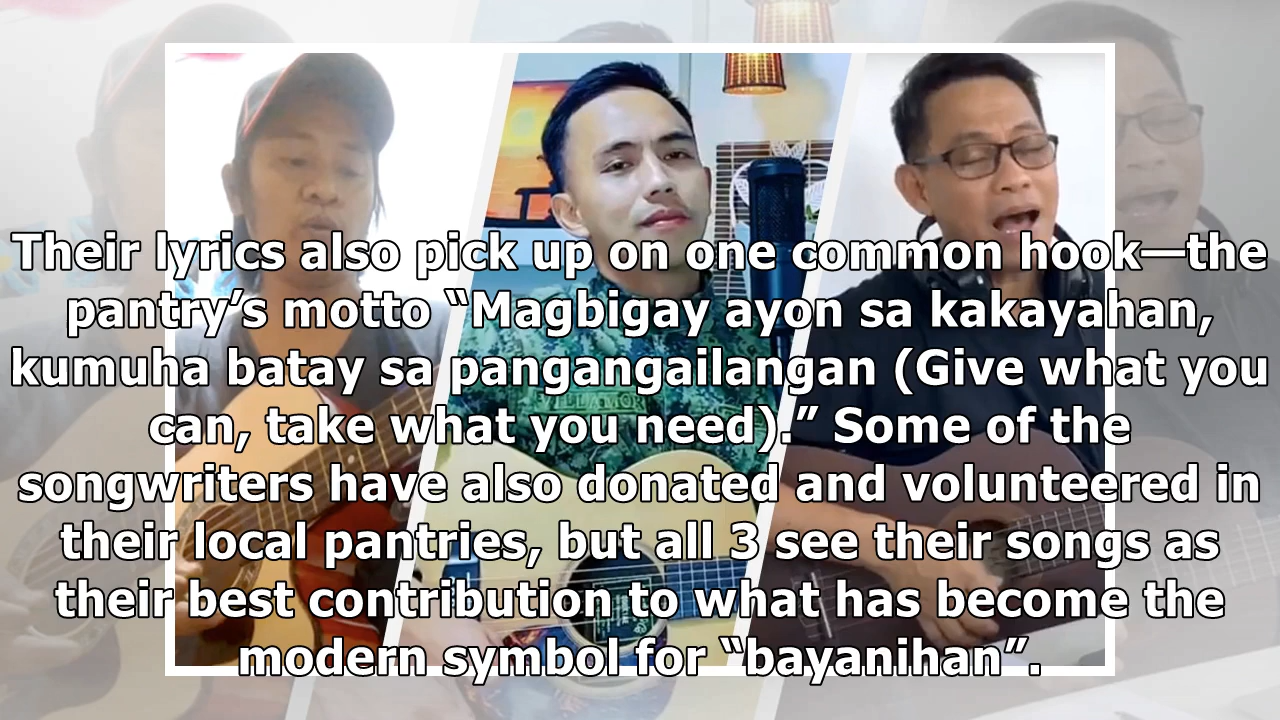 Their lyrics also pick up on one common hook—the
pantry’s motto “Magbigay ayon sa kakayahan,
kumuha batay sa pangangailangan (Give what you
can, take what you need).” Some of the
songwriters have also donated and volunteered in
their local pantries, but all 3 see their songs as
their best contribution to what has become the
modern symbol for “bayanihan”.
VILLAMOR